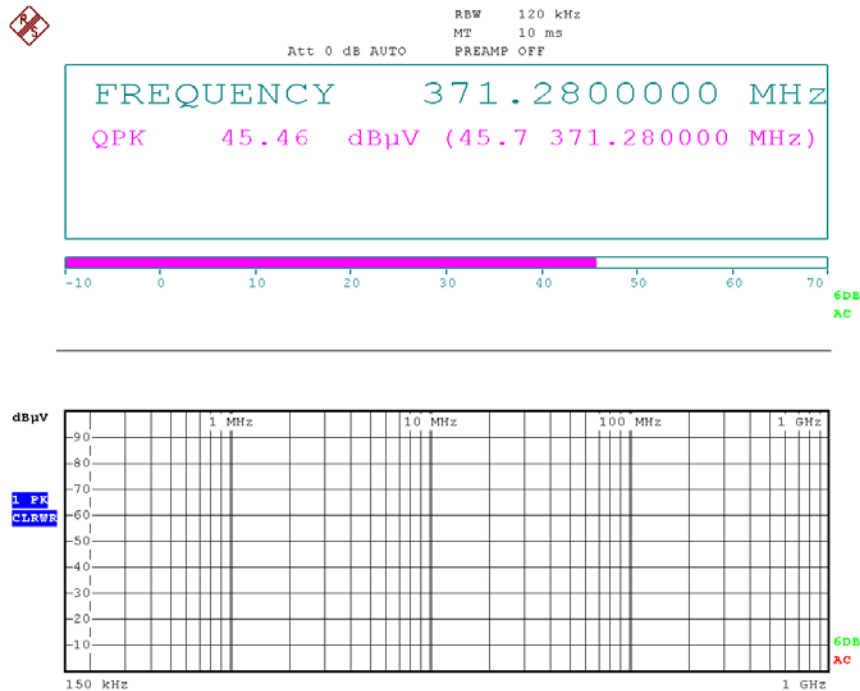 R S
RBW 120 kHz
MT 10 ms
Att 0 dB AUTO PREAMP OFF
FREQUENCY 371.2800000 MHz
QPK 45.46 dBµV (45.7 371.280000 MHz)
-10 0 10 20 30 40 50 60 70
6DB
AC
dBµV
1 MHz 10 MHz 100 MHz 1 GHz
90
80
70
1 PK
CLRWR
60
50
40
30
20
10
6DB
AC
150 kHz 1 GHz